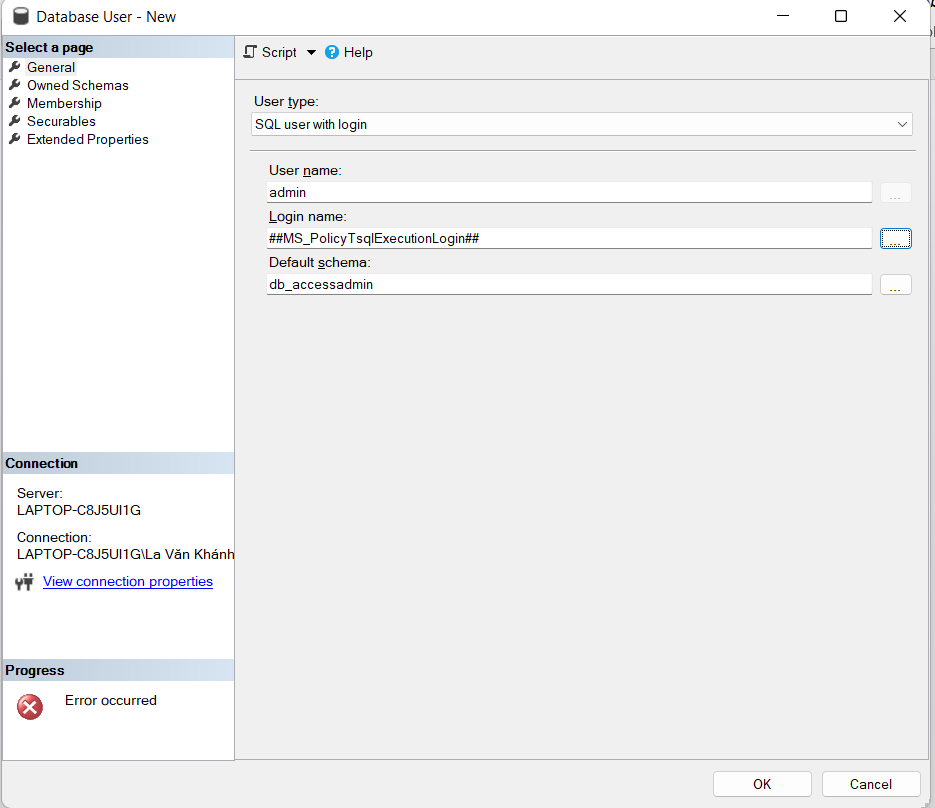 Database User - New
Select a page
General
Owned Schemas
Membership
Securables
Extended Properties
Script
Help
User type:
SQL user with login
User name:
admin
...
Login name:
##MS_PolicyTsqlExecutionLogin##
...
Default schema:
db_accessadmin
...
Connection
Server:
LAPTOP-C8J5UI1G
Connection:
LAPTOP-C8J5UI1G\La Văn Khánh
View connection properties
Progress
Error occurred
OK
Cancel